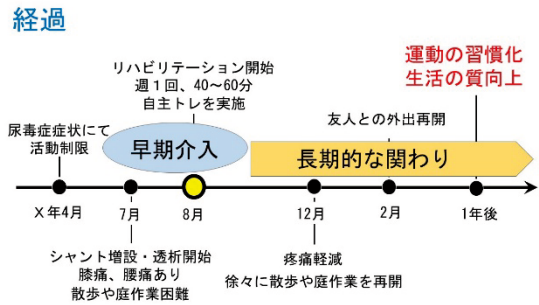 経過
運動の習慣化
生活の質向上
リハビリテーション開始
週1回、40～60分
自主トレを実施
友人との外出再開
尿毒症症状にて
活動制限
早期介入
長期的な関わり
X年4月
7月
8月
12月
2月
1年後
シャント増設・透析開始
膝痛、腰痛あり
散歩や庭作業困難
疼痛軽減
徐々に散歩や庭作業を再開